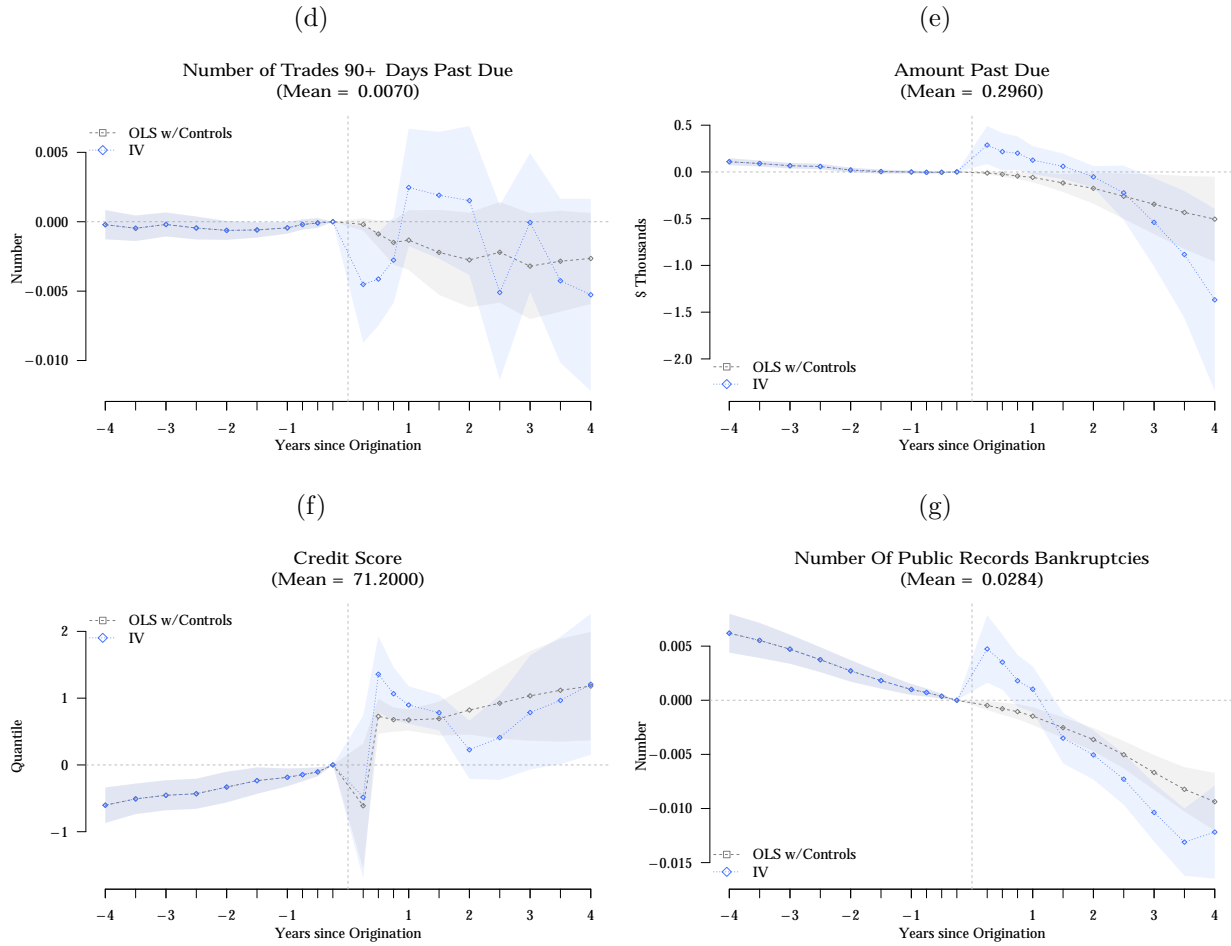 (d)
Number of Trades 90+ Days Past Due
(Mean = 0.0070)
OLS w/Controls
IV
0.005
0.000
−0.005
−0.010
Number
−4 −3 −2 −1 1 2 3 4
Years since Origination
(e)
Amount Past Due
(Mean = 0.2960)
0.5
0.0
−0.5
−1.0
−1.5
−2.0
$ Thousands
OLS w/Controls
IV
−4 −3 −2 −1 1 2 3 4
Years since Origination
(f)
Credit Score
(Mean = 71.2000)
OLS w/Controls
IV
2
1
0
−1
Quantile
−4 −3 −2 −1 1 2 3 4
Years since Origination
(g)
Number Of Public Records Bankruptcies
(Mean = 0.0284)
0.005
0.000
−0.005
−0.010
−0.015
Number
OLS w/Controls
IV
−4 −3 −2 −1 1 2 3 4
Years since Origination